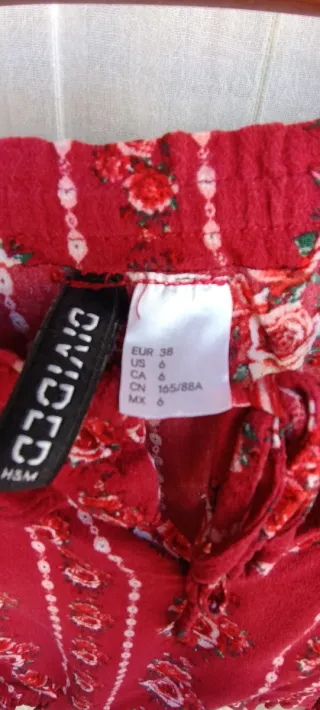 DIVIDED
H&M
EUR 38
US 6
CA 6
CN 165/88A
MX 6